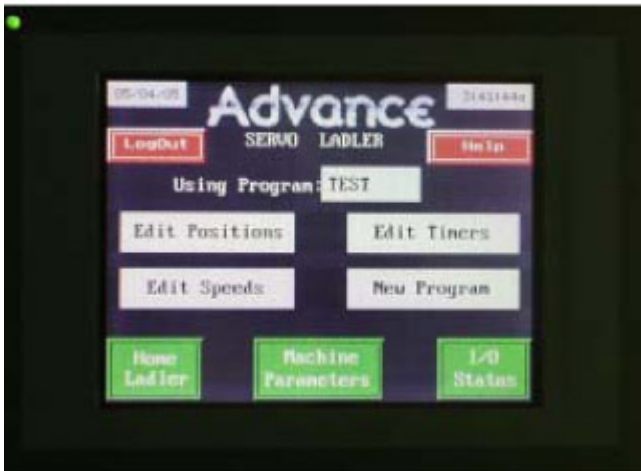 05/04/05
Advance
LogOut
SERVO LADLER
Help
Using Program: TEST
Edit Positions
Edit Timers
Edit Speeds
New Program
Home
Ladler
Machine
Parameters
I/O
Status